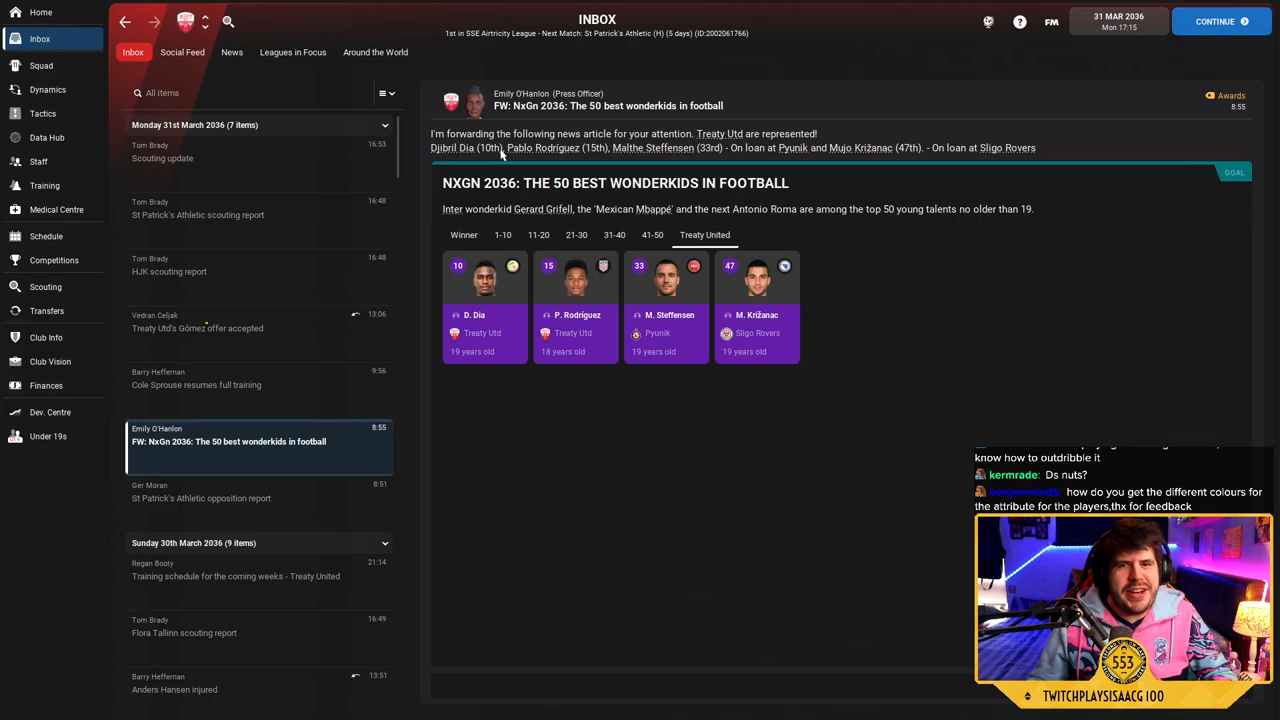 Home
Inbox
Squad
Dynamics
Tactics
Data Hub
Staff
Training
Medical Centre
Schedule
Competitions
Scouting
Transfers
Club Info
Club Vision
Finances
Dev. Centre
Under 19s
INBOX
1st in SSE Airtricity League - Next Match: St Patrick's Athletic (H) (5 days) (ID:2002061766)
FM
31 MAR 2036
Mon 17:15
CONTINUE
Inbox
Social Feed
News
Leagues in Focus
Around the World
All Items
Monday 31st March 2036 (7 items)
Tom Brady 16:53
Scouting update
Tom Brady 16:48
St Patrick's Athletic scouting report
Tom Brady 16:48
HJK scouting report
Vedran Celjak 13:06
Treaty Utd's Gómez offer accepted
Barry Heffernan 9:56
Cole Sprouse resumes full training
Emily O'Hanlon 8:55
FW: NxGn 2036: The 50 best wonderkids in football
Ger Moran 8:51
St Patrick's Athletic opposition report
Sunday 30th March 2036 (9 items)
Regan Booty 21:14
Training schedule for the coming weeks - Treaty United
Tom Brady 16:49
Flora Tallinn scouting report
Barry Heffernan 13:51
Anders Hansen injured
Emily O'Hanlon (Press Officer)
FW: NxGn 2036: The 50 best wonderkids in football
Awards
8:55
I'm forwarding the following news article for your attention. Treaty Utd are represented!
Djibril Dia (10th), Pablo Rodríguez (15th), Malthe Steffensen (33rd) - On loan at Pyunik and Mujo Križanac (47th). - On loan at Sligo Rovers
GOAL
NXGN 2036: THE 50 BEST WONDERKIDS IN FOOTBALL
Inter wonderkid Gerard Grifell, the 'Mexican Mbappé' and the next Antonio Roma are among the top 50 young talents no older than 19.
Winner
1-10
11-20
21-30
31-40
41-50
Treaty United
10
D. Dia
Treaty Utd
19 years old
15
P. Rodríguez
Treaty Utd
18 years old
33
M. Steffensen
Pyunik
19 years old
47
M. Križanac
Sligo Rovers
19 years old
know how to outdribble it
kermrade: Ds nuts?
benjammindb: how do you get the different colours for
the attribute for the players,thx for feedback
553
TWITCHPLAYSISAACG 100